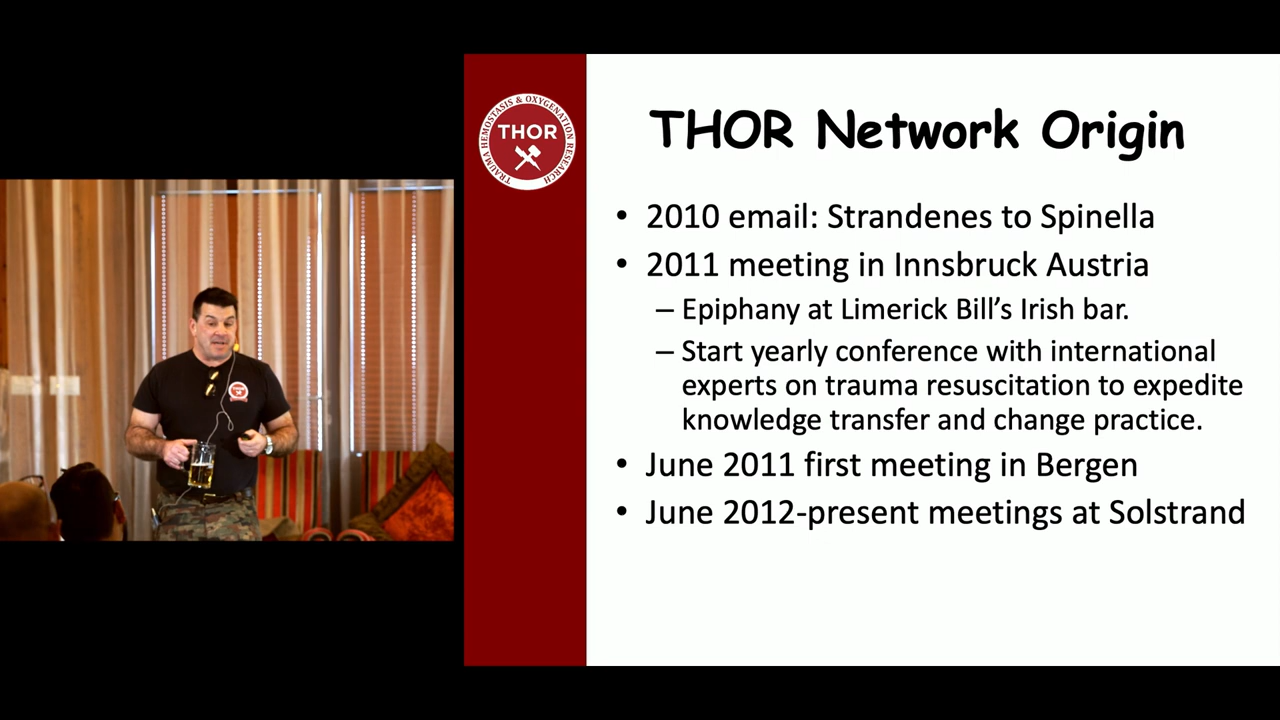 TRAUMA HEMOSTASIS & OXYGENATION RESEARCH
THOR
THOR Network Origin
• 2010 email: Strandenes to Spinella
• 2011 meeting in Innsbruck Austria
– Epiphany at Limerick Bill’s Irish bar.
– Start yearly conference with international
experts on trauma resuscitation to expedite
knowledge transfer and change practice.
• June 2011 first meeting in Bergen
• June 2012-present meetings at Solstrand